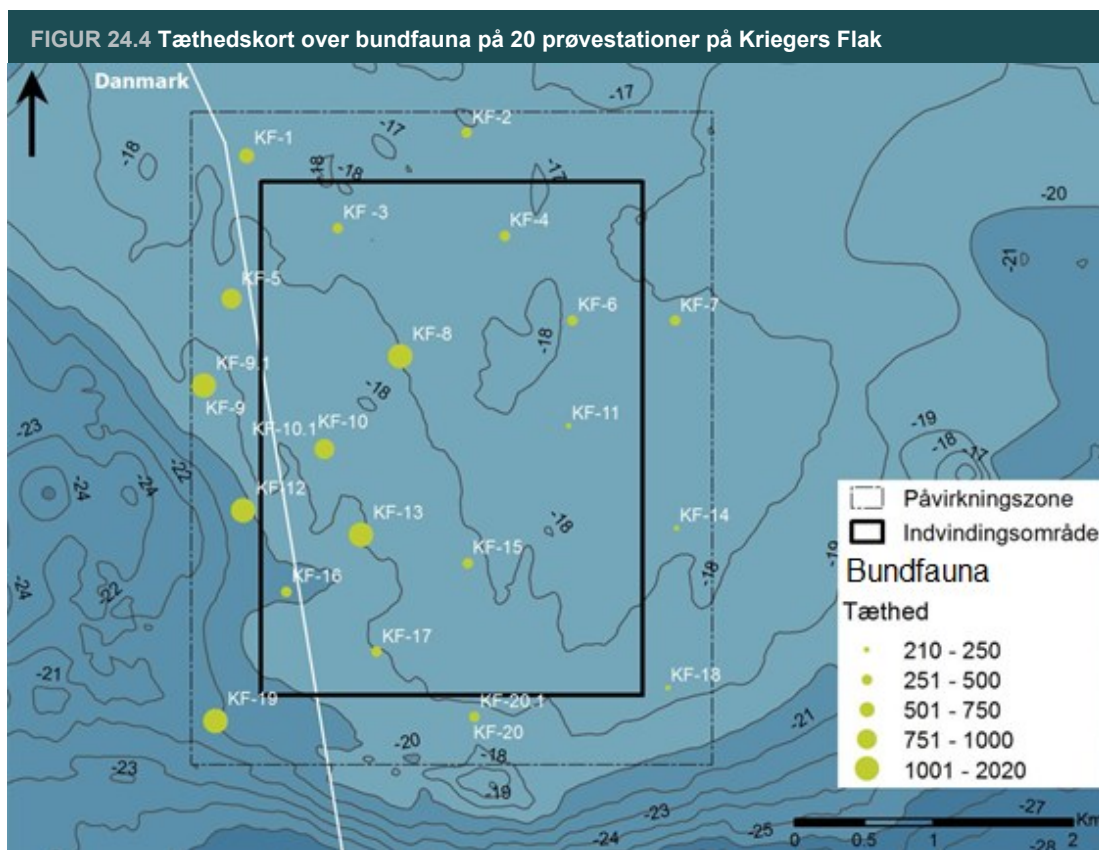 FIGUR 24.4 Tæthedskort over bundfauna på 20 prøvestationer på Kriegers Flak
Danmark
-17
-17
KF-2
KF-1
-18
-18
-18
-17
KF -3
KF-4
-20
-21
KF-5
KF-6
KF-7
KF-8
-18
KF-9.1
KF-9
-18
KF-10.1
KF-10
KF-11
-19
-18
-17
-23
-24
-24
KF-12
KF-13
-18
KF-14
KF-15
-18
-19
KF-16
-24
-22
KF-17
KF-18
-21
KF-19
KF-20.1
KF-20
-21
-20
-18
-19
-23
-23
-24
-25
-27
-28
Påvirkningszone
Indvindingsområde
Bundfauna
Tæthed
210 - 250
251 - 500
501 - 750
751 - 1000
1001 - 2020
Km
0 0.5 1 2